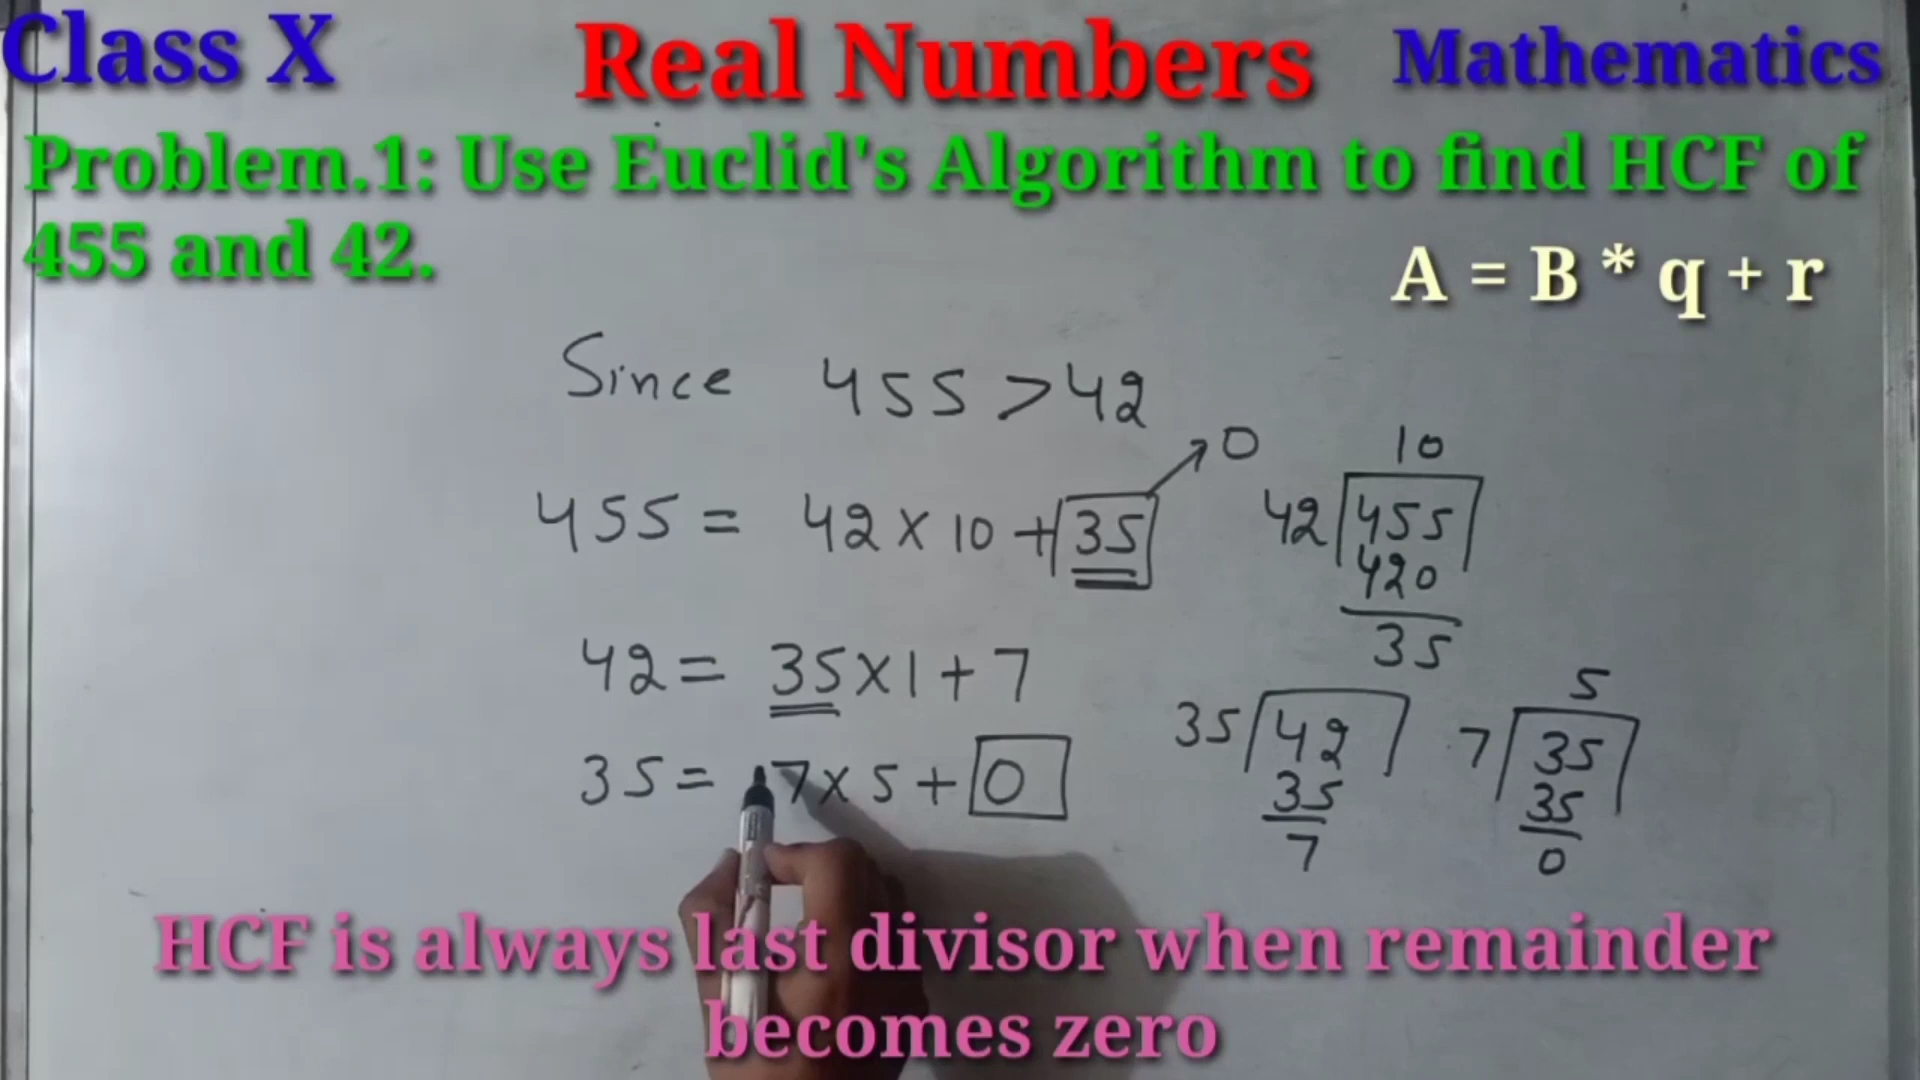 Class X
Real Numbers
Mathematics
Problem.1: Use Euclid's Algorithm to find HCF of
455 and 42.
A = B * q + r
Since 455 > 42
455 = 42 × 10 + 35
0
42 = 35 × 1 + 7
35 = 7 × 5 + 0
10
42 455
420
35
35 42
35
7
5
7 35
35
0
HCF is always last divisor when remainder
becomes zero